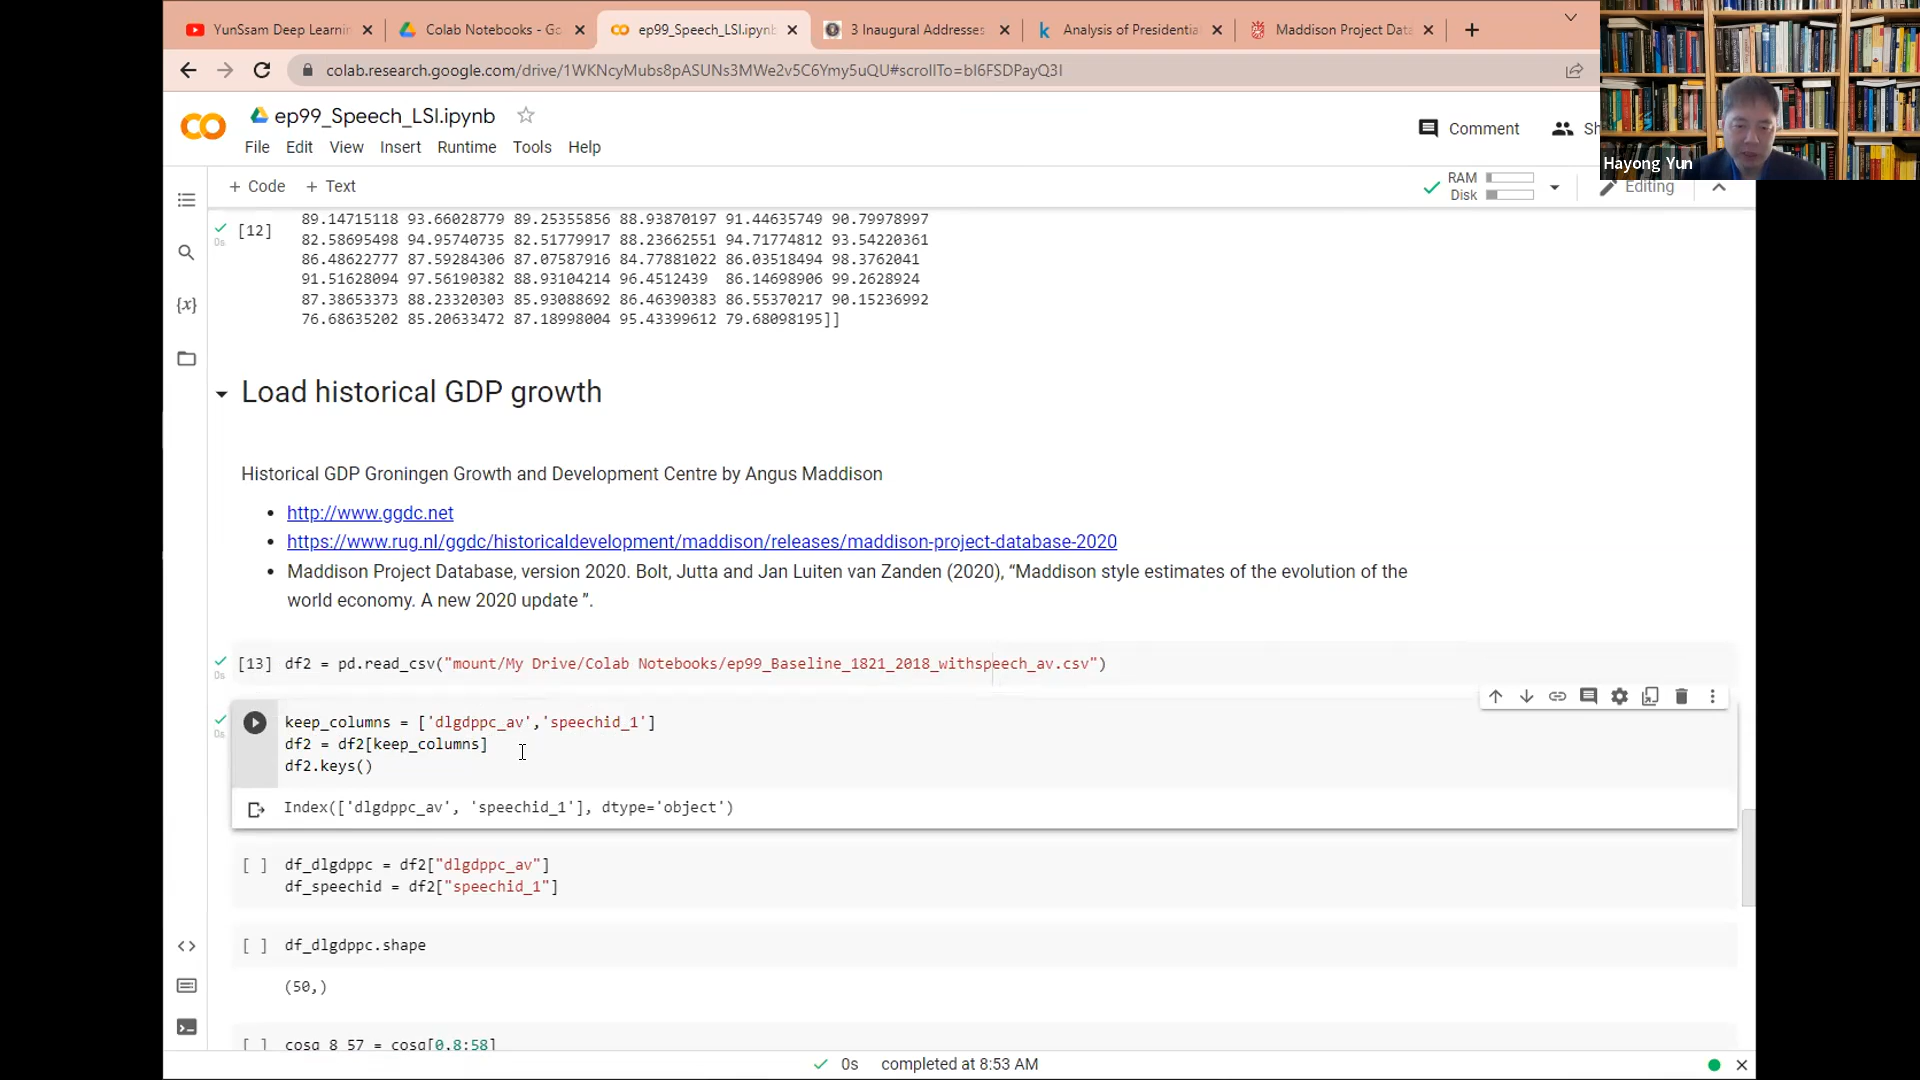 YunSsam Deep Learnin
Colab Notebooks - Go
ep99_Speech_LSI.ipynb
3 Inaugural Addresses
Analysis of Presidentia
Maddison Project Data
colab.research.google.com/drive/1WKNcyMubs8pASUNs3MWe2v5C6Ymy5uQU#scrollTo=bI6FSDPayQ3I
ep99_Speech_LSI.ipynb
Comment
Sh
File Edit View Insert Runtime Tools Help
Hayong Yun
+ Code + Text
RAM
Disk
Editing
[12]
0s
89.14715118 93.66028779 89.25355856 88.93870197 91.44635749 90.79978997
82.58695498 94.95740735 82.51779917 88.23662551 94.71774812 93.54220361
86.48622777 87.59284306 87.07587916 84.77881022 86.03518494 98.3762041
91.51628094 97.56190382 88.93104214 96.4512439 86.14698906 99.2628924
87.38653373 88.23320303 85.93088692 86.46390383 86.55370217 90.15236992
76.68635202 85.20633472 87.18998004 95.43399612 79.68098195]]
Load historical GDP growth
Historical GDP Groningen Growth and Development Centre by Angus Maddison
• http://www.ggdc.net
• https://www.rug.nl/ggdc/historicaldevelopment/maddison/releases/maddison-project-database-2020
• Maddison Project Database, version 2020. Bolt, Jutta and Jan Luiten van Zanden (2020), “Maddison style estimates of the evolution of the
world economy. A new 2020 update ”.
[13] df2 = pd.read_csv("mount/My Drive/Colab Notebooks/ep99_Baseline_1821_2018_withspeech_av.csv")
0s
keep_columns = ['dlgdppc_av','speechid_1']
0s
df2 = df2[keep_columns]
df2.keys()
Index(['dlgdppc_av', 'speechid_1'], dtype='object')
[ ] df_dlgdppc = df2["dlgdppc_av"]
df_speechid = df2["speechid_1"]
[ ] df_dlgdppc.shape
(50,)
[ ] cosq_8_57 = cosq[0,8:58]
0s completed at 8:53 AM